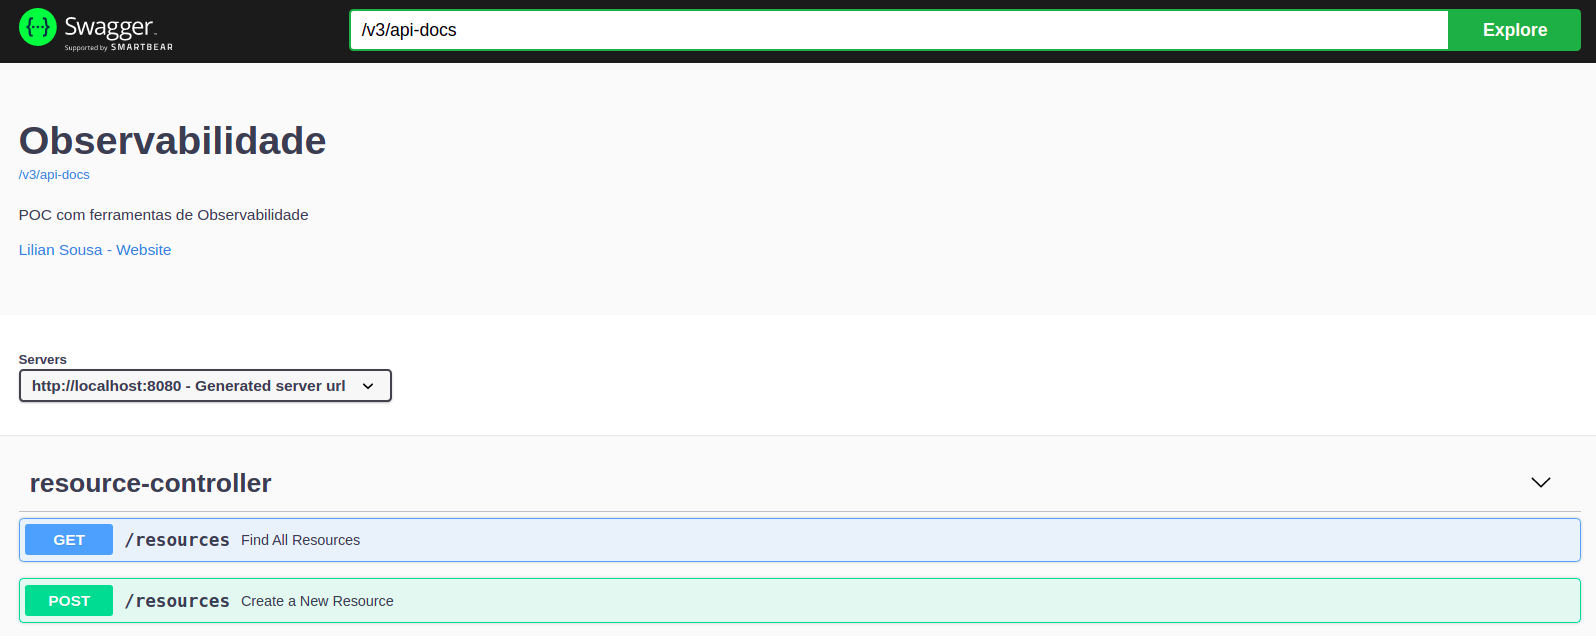 {···} Swagger™
Supported by SMARTBEAR
/v3/api-docs
Explore
Observabilidade
/v3/api-docs
POC com ferramentas de Observabilidade
Lilian Sousa - Website
Servers
http://localhost:8080 - Generated server url
resource-controller
GET /resources Find All Resources
POST /resources Create a New Resource